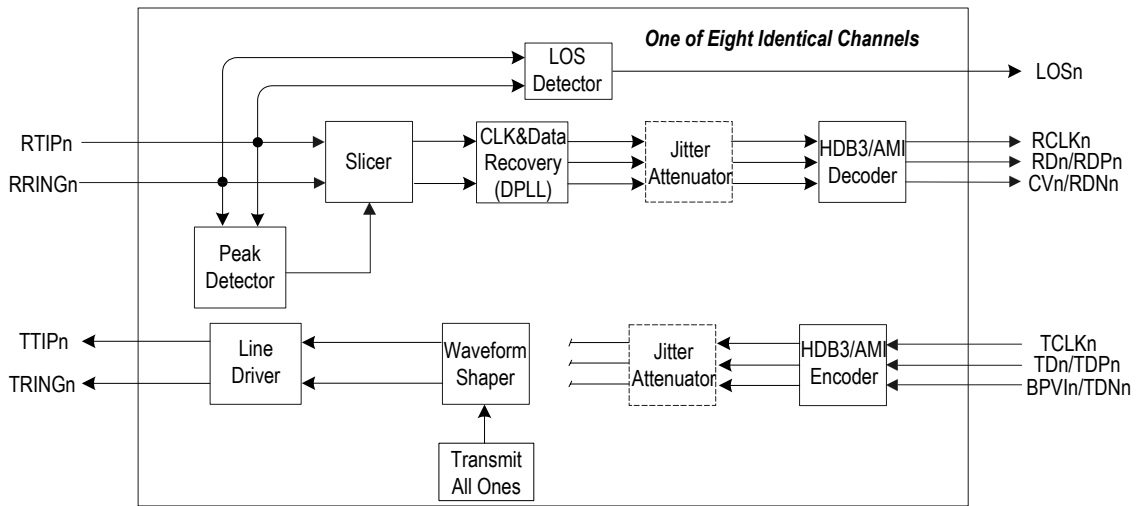 One of Eight Identical Channels
LOS
Detector
LOSn
RTIPn
RRINGn
Slicer
CLK&Data
Recovery
(DPLL)
Jitter
Attenuator
HDB3/AMI
Decoder
RCLKn
RDn/RDPn
CVn/RDNn
Peak
Detector
TTIPn
TRINGn
Line
Driver
Waveform
Shaper
Jitter
Attenuator
HDB3/AMI
Encoder
TCLKn
TDn/TDPn
BPVIn/TDNn
Transmit
All Ones